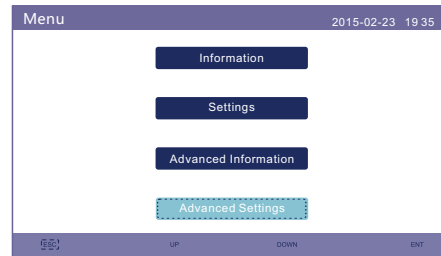 Menu 2015-02-23 19 35
Information
Settings
Advanced Information
Advanced Settings
ESC UP DOWN ENT